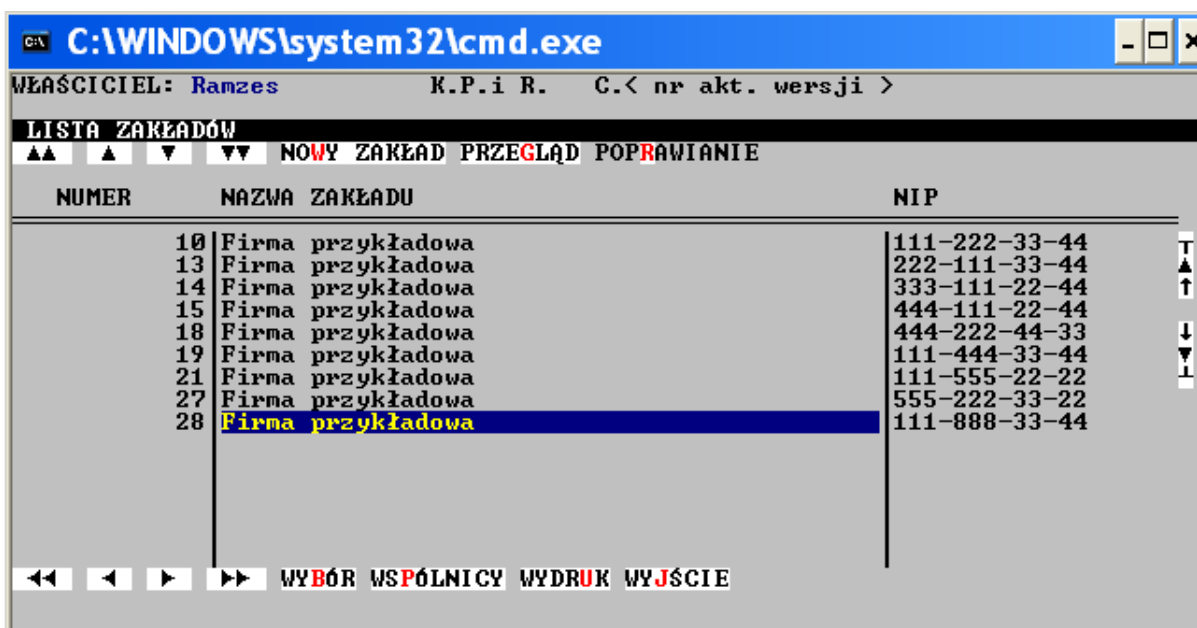 C:\WINDOWS\system32\cmd.exe
WŁAŚCICIEL: Ramzes K.P.i R. C.< nr akt. wersji >
LISTA ZAKŁADÓW
NOWY ZAKŁAD PRZEGLĄD POPRAWIANIE
NUMER NAZWA ZAKŁADU NIP
10 Firma przykładowa 111-222-33-44
13 Firma przykładowa 222-111-33-44
14 Firma przykładowa 333-111-22-44
15 Firma przykładowa 444-111-22-44
18 Firma przykładowa 444-222-44-33
19 Firma przykładowa 111-444-33-44
21 Firma przykładowa 111-555-22-22
27 Firma przykładowa 555-222-33-22
28 Firma przykładowa 111-888-33-44
WYBÓR WSPÓLNICY WYDRUK WYJŚCIE